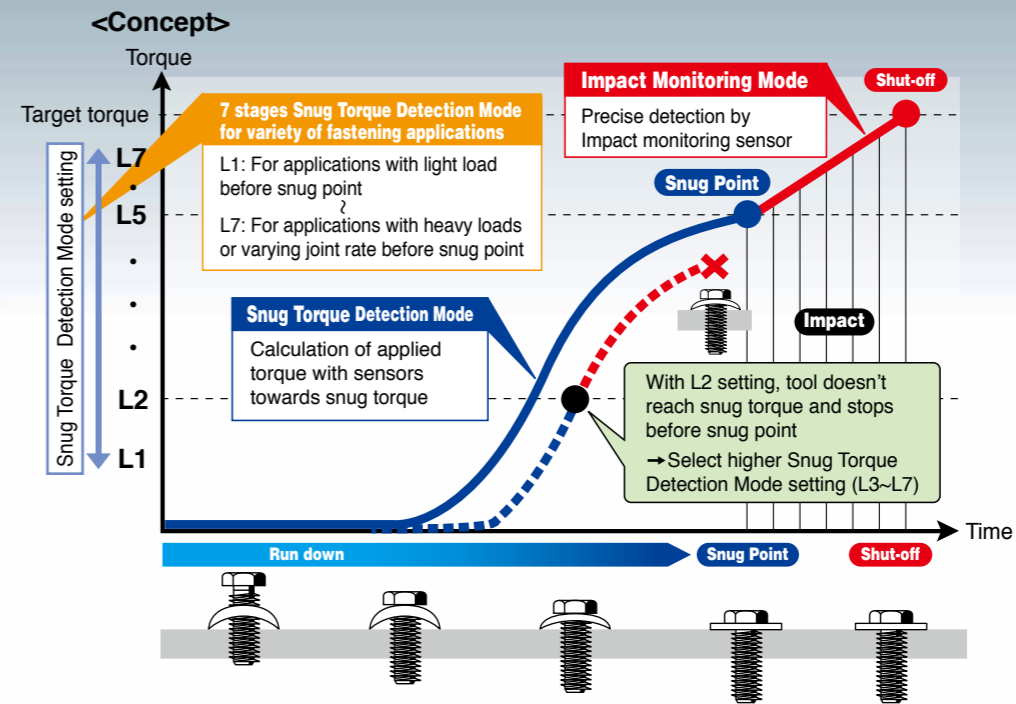 <Concept>
Torque
Target torque
L7
L5
L2
L1
Snug Torque Detection Mode setting
7 stages Snug Torque Detection Mode
for variety of fastening applications
L1: For applications with light load
before snug point
~
L7: For applications with heavy loads
or varying joint rate before snug point
Impact Monitoring Mode
Precise detection by
Impact monitoring sensor
Shut-off
Snug Point
Snug Torque Detection Mode
Calculation of applied
torque with sensors
towards snug torque
Impact
With L2 setting, tool doesn't
reach snug torque and stops
before snug point
→Select higher Snug Torque
Detection Mode setting (L3~L7)
Time
Run down
Snug Point
Shut-off